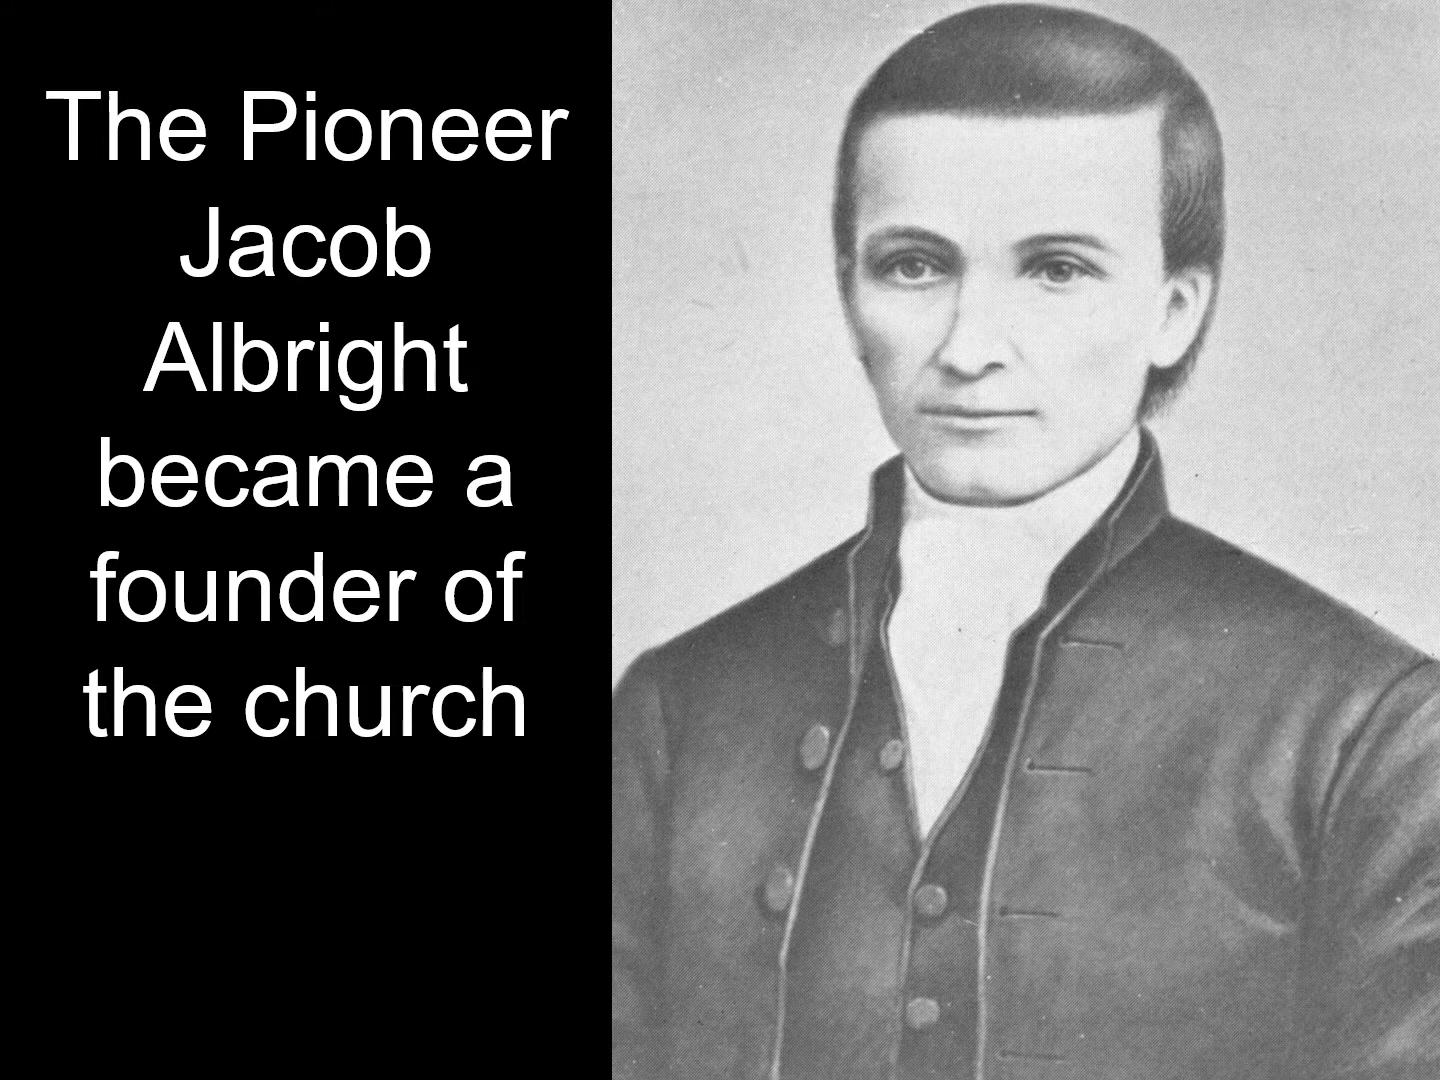 The Pioneer
Jacob
Albright
became a
founder of
the church